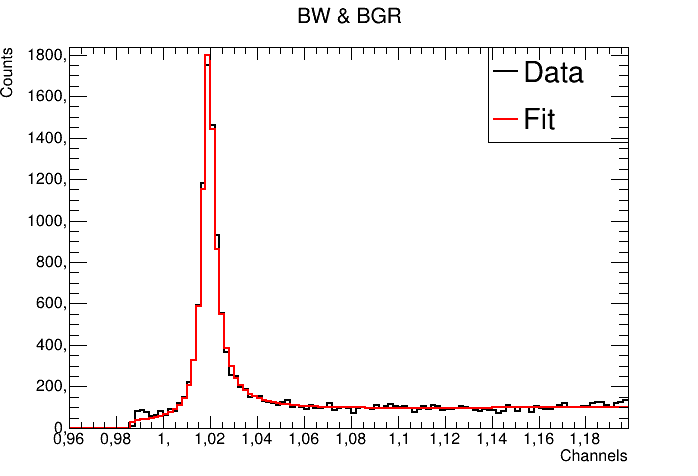 BW & BGR
Counts
1800,
1600,
1400,
1200,
1000,
800,
600,
400,
200,
0,
Data
Fit
0,96 0,98 1, 1,02 1,04 1,06 1,08 1,1 1,12 1,14 1,16 1,18
Channels